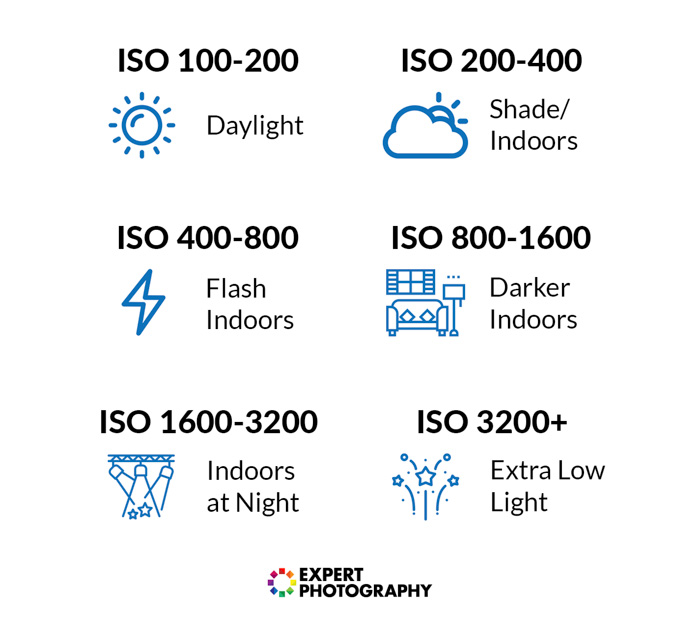 ISO 100-200
Daylight
ISO 200-400
Shade/
Indoors
ISO 400-800
Flash
Indoors
ISO 800-1600
Darker
Indoors
ISO 1600-3200
Indoors
at Night
ISO 3200+
Extra Low
Light
EXPERT
PHOTOGRAPHY